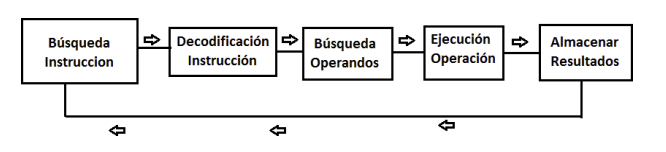 Búsqueda
Instruccion
Decodificación
Instrucción
Búsqueda
Operandos
Ejecución
Operación
Almacenar
Resultados